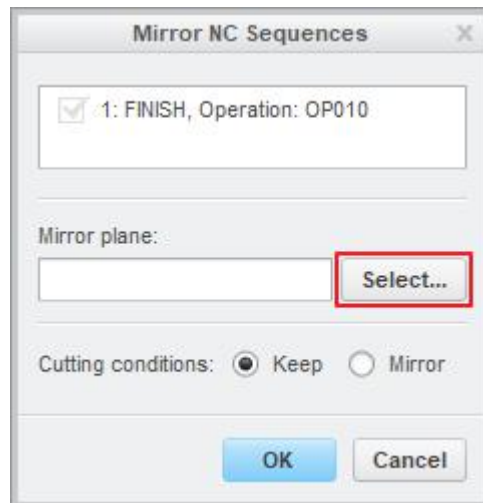 Mirror NC Sequences
1: FINISH, Operation: OP010
Mirror plane:
Select...
Cutting conditions: Keep Mirror
OK Cancel